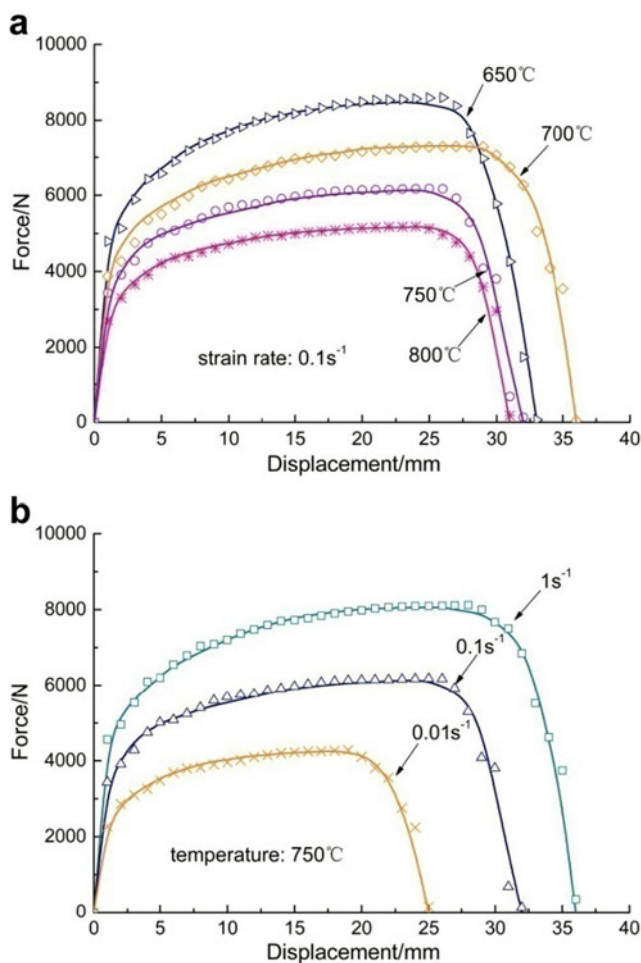 a
10000
8000
6000
4000
2000
0
Force/N
650℃
700℃
750℃
800℃
strain rate: 0.1s⁻¹
0 5 10 15 20 25 30 35 40
Displacement/mm
b
10000
8000
6000
4000
2000
0
Force/N
1s⁻¹
0.1s⁻¹
0.01s⁻¹
temperature: 750℃
0 5 10 15 20 25 30 35 40
Displacement/mm